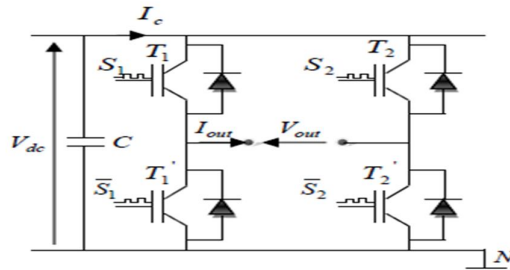 I_c
S_1 T_1 S_2 T_2
V_dc C I_out V_out
S̅_1 T_1' S̅_2 T_2'
N